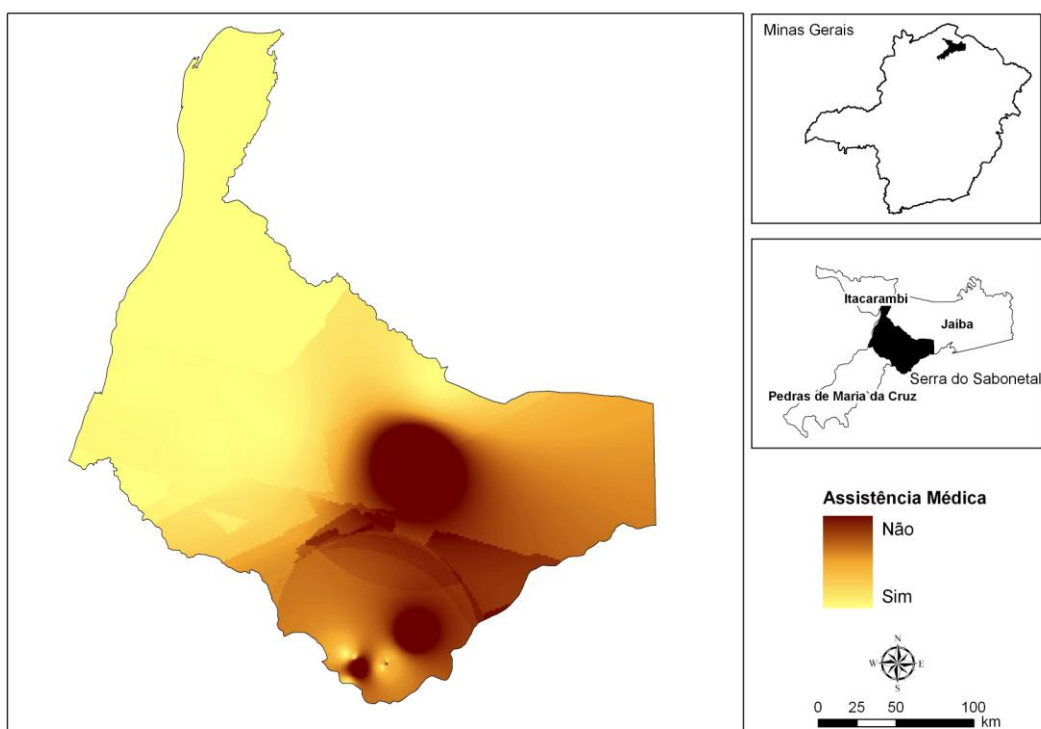 Minas Gerais
Itacarambi
Jaíba
Serra do Sabonetal
Pedras de Maria`da Cruz
Assistência Médica
Não
Sim
N
W E
S
0 25 50 100
km